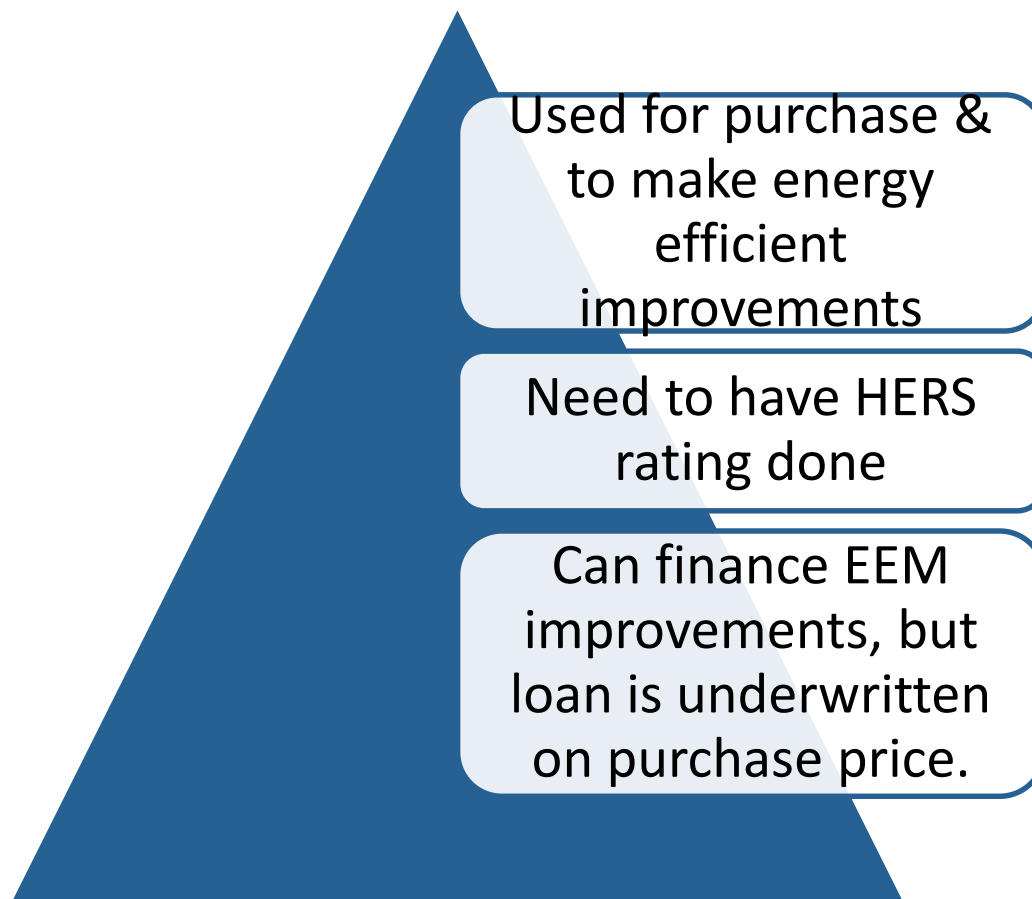 Used for purchase &
to make energy
efficient
improvements
Need to have HERS
rating done
Can finance EEM
improvements, but
loan is underwritten
on purchase price.